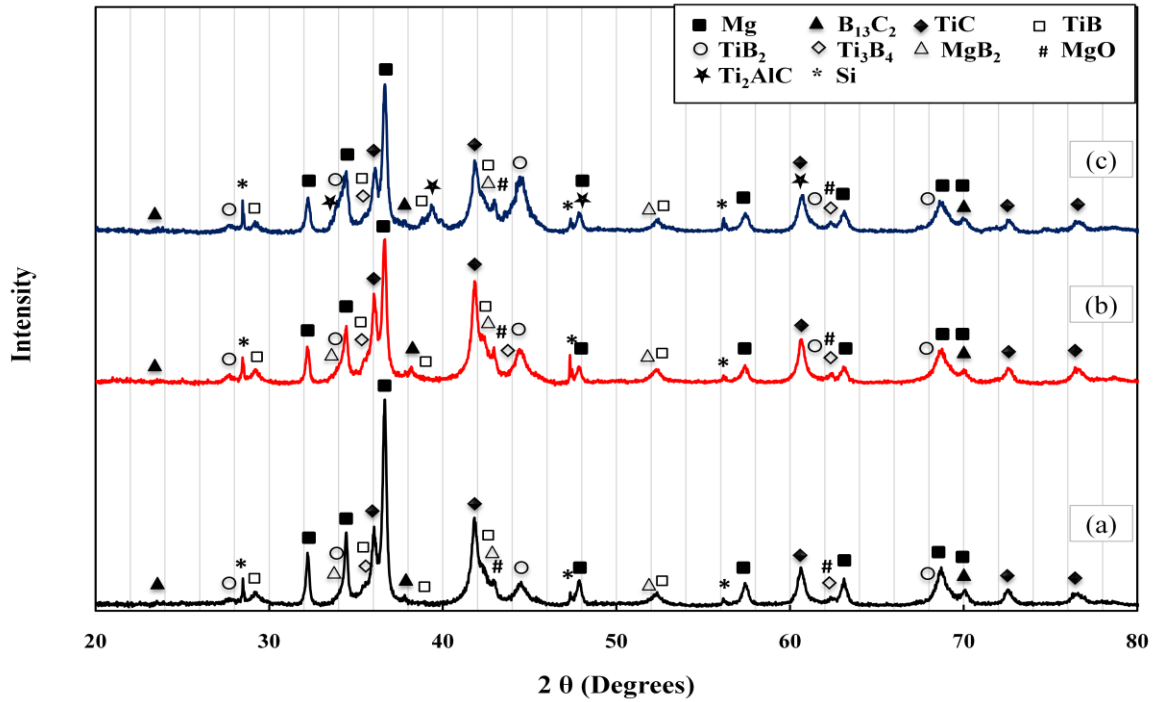 Mg B₁₃C₂ TiC TiB
TiB₂ Ti₃B₄ MgB₂ # MgO
Ti₂AlC * Si
* # * * #
(c)
* # * * #
(b)
* # * * #
(a)
Intensity
20 30 40 50 60 70 80
2 θ (Degrees)